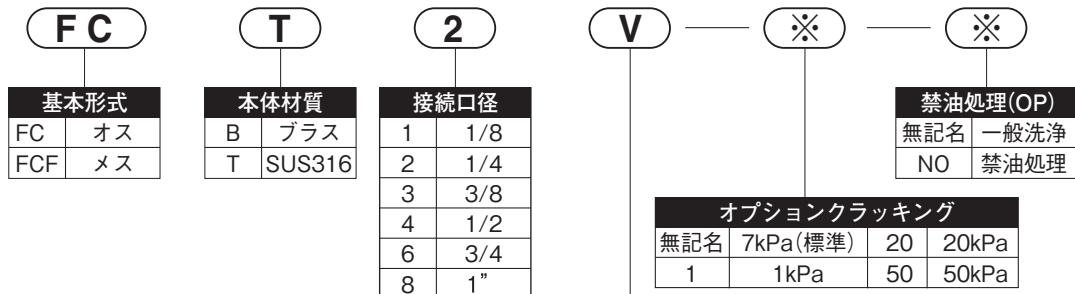 FC T 2 V ※ ※
基本形式
FC オス
FCF メス
本体材質
B ブラス
T SUS316
接続口径
1 1/8
2 1/4
3 3/8
4 1/2
6 3/4
8 1”
禁油処理(OP)
無記名 一般洗浄
NO 禁油処理
オプションクラッキング
無記名 7kPa(標準) 20 20kPa
1 1kPa 50 50kPa